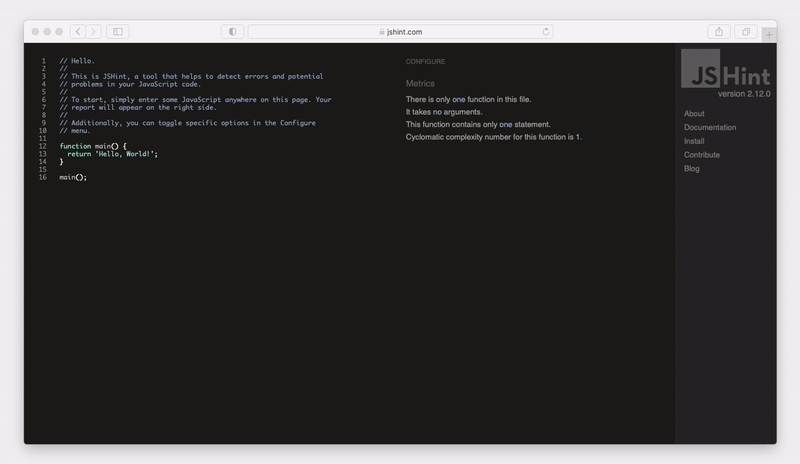 jshint.com
1 // Hello.
2 //
3 // This is JSHint, a tool that helps to detect errors and potential
4 // problems in your JavaScript code.
5 //
6 // To start, simply enter some JavaScript anywhere on this page. Your
7 // report will appear on the right side.
8 //
9 // Additionally, you can toggle specific options in the Configure
10 // menu.
11
12 function main() {
13 return 'Hello, World!';
14 }
15
16 main();
CONFIGURE
Metrics
There is only one function in this file.
It takes no arguments.
This function contains only one statement.
Cyclomatic complexity number for this function is 1.
JSHint
version 2.12.0
About
Documentation
Install
Contribute
Blog